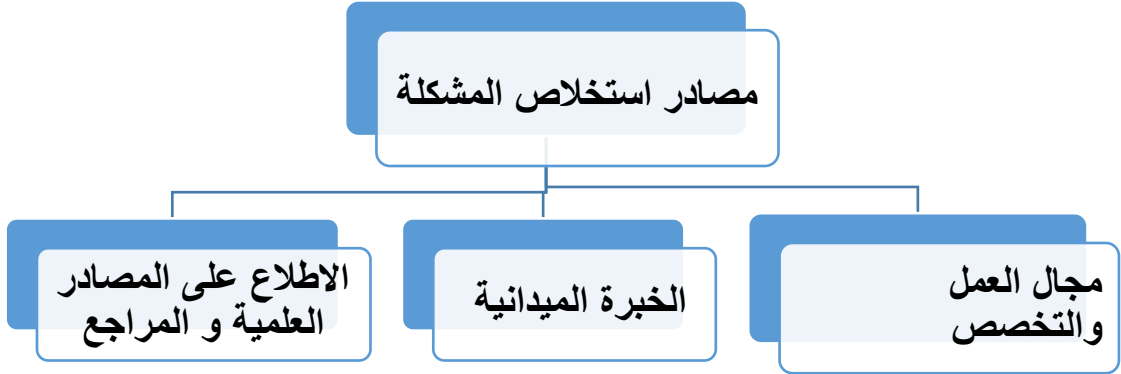 مصادر استخلاص المشكلة
مجال العمل
والتخصص
الخبرة الميدانية
الاطلاع على المصادر
العلمية و المراجع